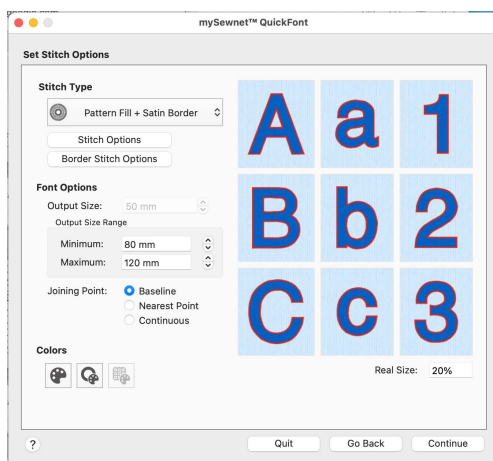 mySewnet™ QuickFont
Set Stitch Options
Stitch Type
Pattern Fill + Satin Border
Stitch Options
Border Stitch Options
Font Options
Output Size: 50 mm
Output Size Range
Minimum: 80 mm
Maximum: 120 mm
Joining Point: Baseline
Nearest Point
Continuous
Colors
A a 1
B b 2
C c 3
Real Size: 20%
? Quit Go Back Continue